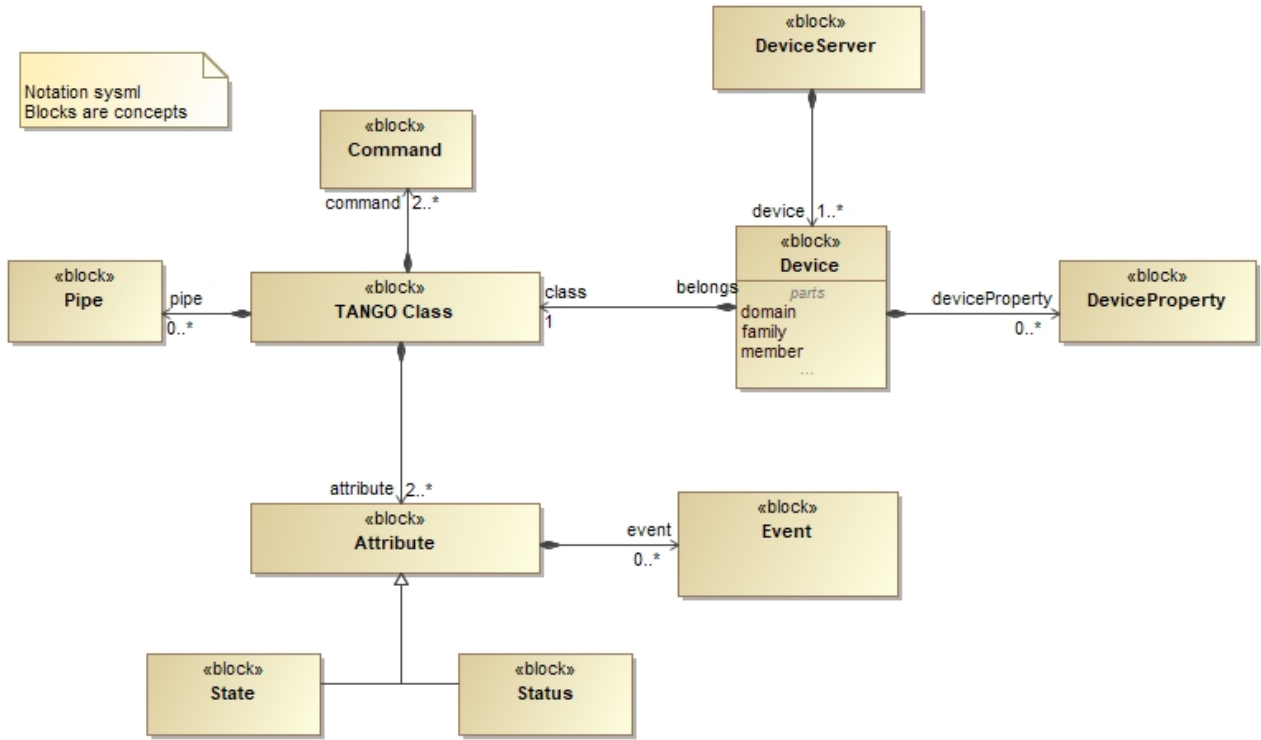 «block»
DeviceServer
Notation sysml
Blocks are concepts
«block»
Command
command
2..*
device
1..*
«block»
Device
parts
domain
family
member
...
«block»
Pipe
pipe
0..*
«block»
TANGO Class
class
1
belongs
deviceProperty
0..*
«block»
DeviceProperty
attribute
2..*
«block»
Attribute
event
0..*
«block»
Event
«block»
State
«block»
Status